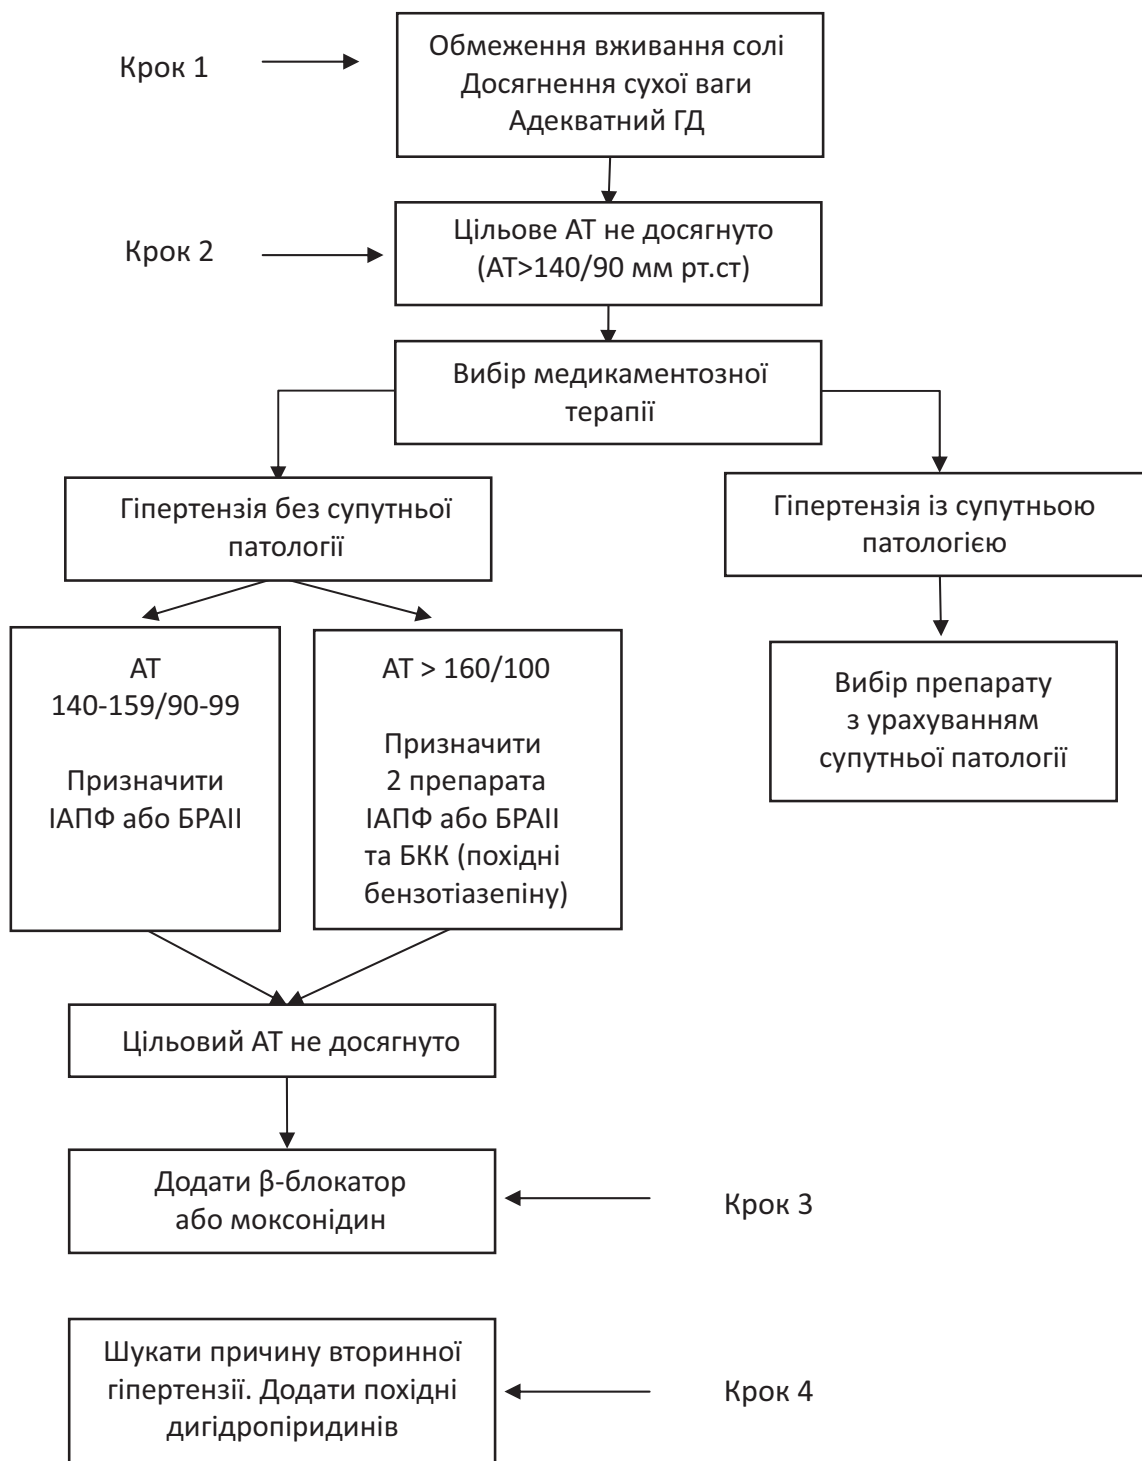 Крок 1
Обмеження вживання солі
Досягнення сухої ваги
Адекватний ГД
Крок 2
Цільове АТ не досягнуто
(АТ>140/90 мм рт.ст)
Вибір медикаментозної
терапії
Гіпертензія без супутньої
патології
Гіпертензія із супутньою
патологією
АТ
140-159/90-99
Призначити
ІАПФ або БРАІІ
АТ > 160/100
Призначити
2 препарата
ІАПФ або БРАІІ
та БКК (похідні
бензотіазепіну)
Вибір препарату
з урахуванням
супутньої патології
Цільовий АТ не досягнуто
Додати β-блокатор
або моксонідин
Крок 3
Шукати причину вторинної
гіпертензії. Додати похідні
дигідропіридинів
Крок 4